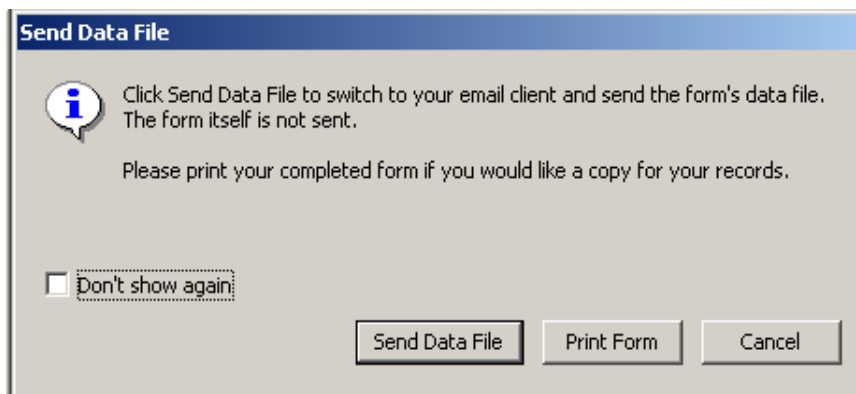 Send Data File
Click Send Data File to switch to your email client and send the form's data file.
The form itself is not sent.
Please print your completed form if you would like a copy for your records.
Don't show again
Send Data File Print Form Cancel